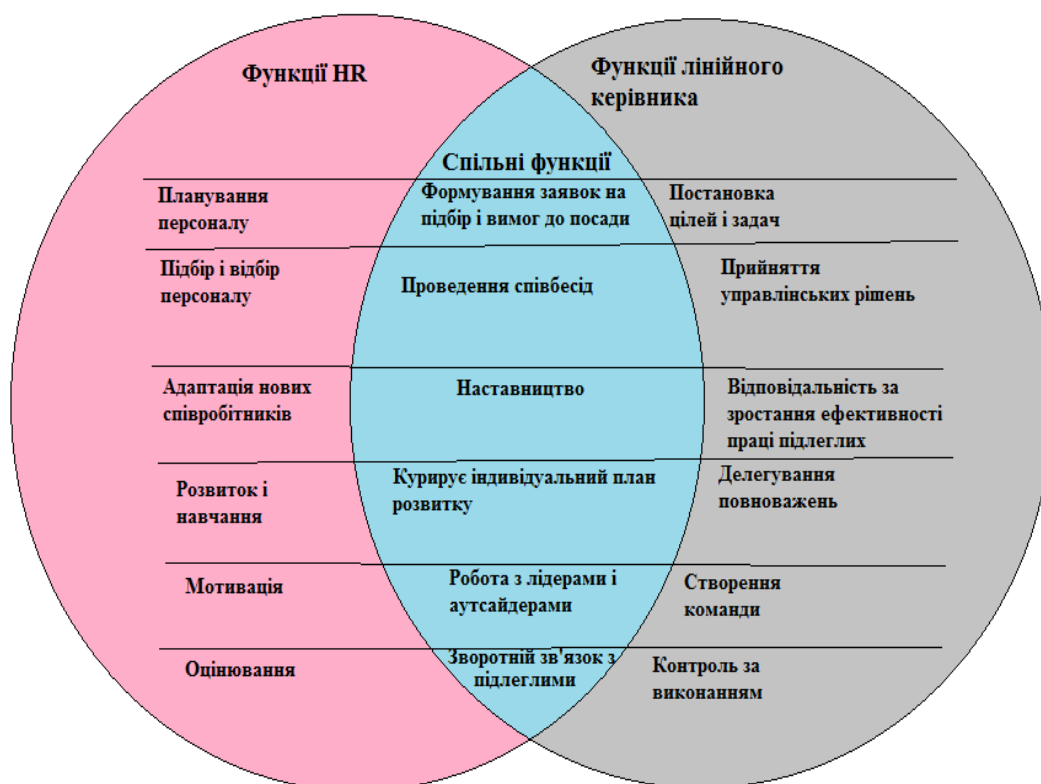 Функції HR
Функції лінійного
керівника
Спільні функції
Планування
персоналу
Формування заявок на
підбір і вимог до посади
Постановка
цілей і задач
Підбір і відбір
персоналу
Проведення співбесід
Прийняття
управлінських рішень
Адаптація нових
співробітників
Наставництво
Відповідальність за
зростання ефективності
праці підлеглих
Розвиток і
навчання
Курирує індивідуальний план
розвитку
Делегування
повноважень
Мотивація
Робота з лідерами і
аутсайдерами
Створення
команди
Оцінювання
Зворотній зв'язок з
підлеглими
Контроль за
виконанням